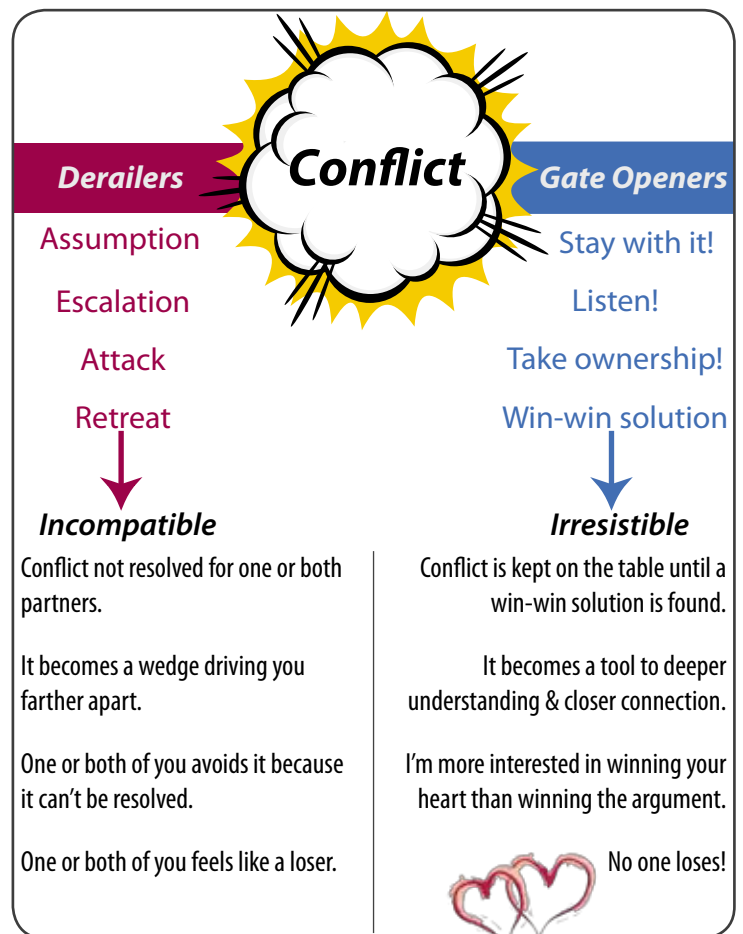 Conflict
Derailers
Assumption
Escalation
Attack
Retreat
Incompatible
Conflict not resolved for one or both
partners.
It becomes a wedge driving you
farther apart.
One or both of you avoids it because
it can't be resolved.
One or both of you feels like a loser.
Gate Openers
Stay with it!
Listen!
Take ownership!
Win-win solution
Irresistible
Conflict is kept on the table until a
win-win solution is found.
It becomes a tool to deeper
understanding & closer connection.
I'm more interested in winning your
heart than winning the argument.
No one loses!